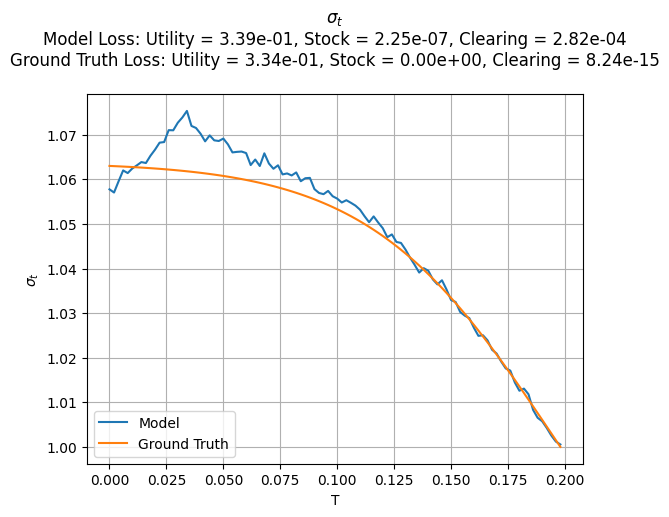 σ_t
Model Loss: Utility = 3.39e-01, Stock = 2.25e-07, Clearing = 2.82e-04
Ground Truth Loss: Utility = 3.34e-01, Stock = 0.00e+00, Clearing = 8.24e-15
1.07
1.06
1.05
1.04
1.03
1.02
1.01
1.00
σ_t
Model
Ground Truth
0.000 0.025 0.050 0.075 0.100 0.125 0.150 0.175 0.200
T